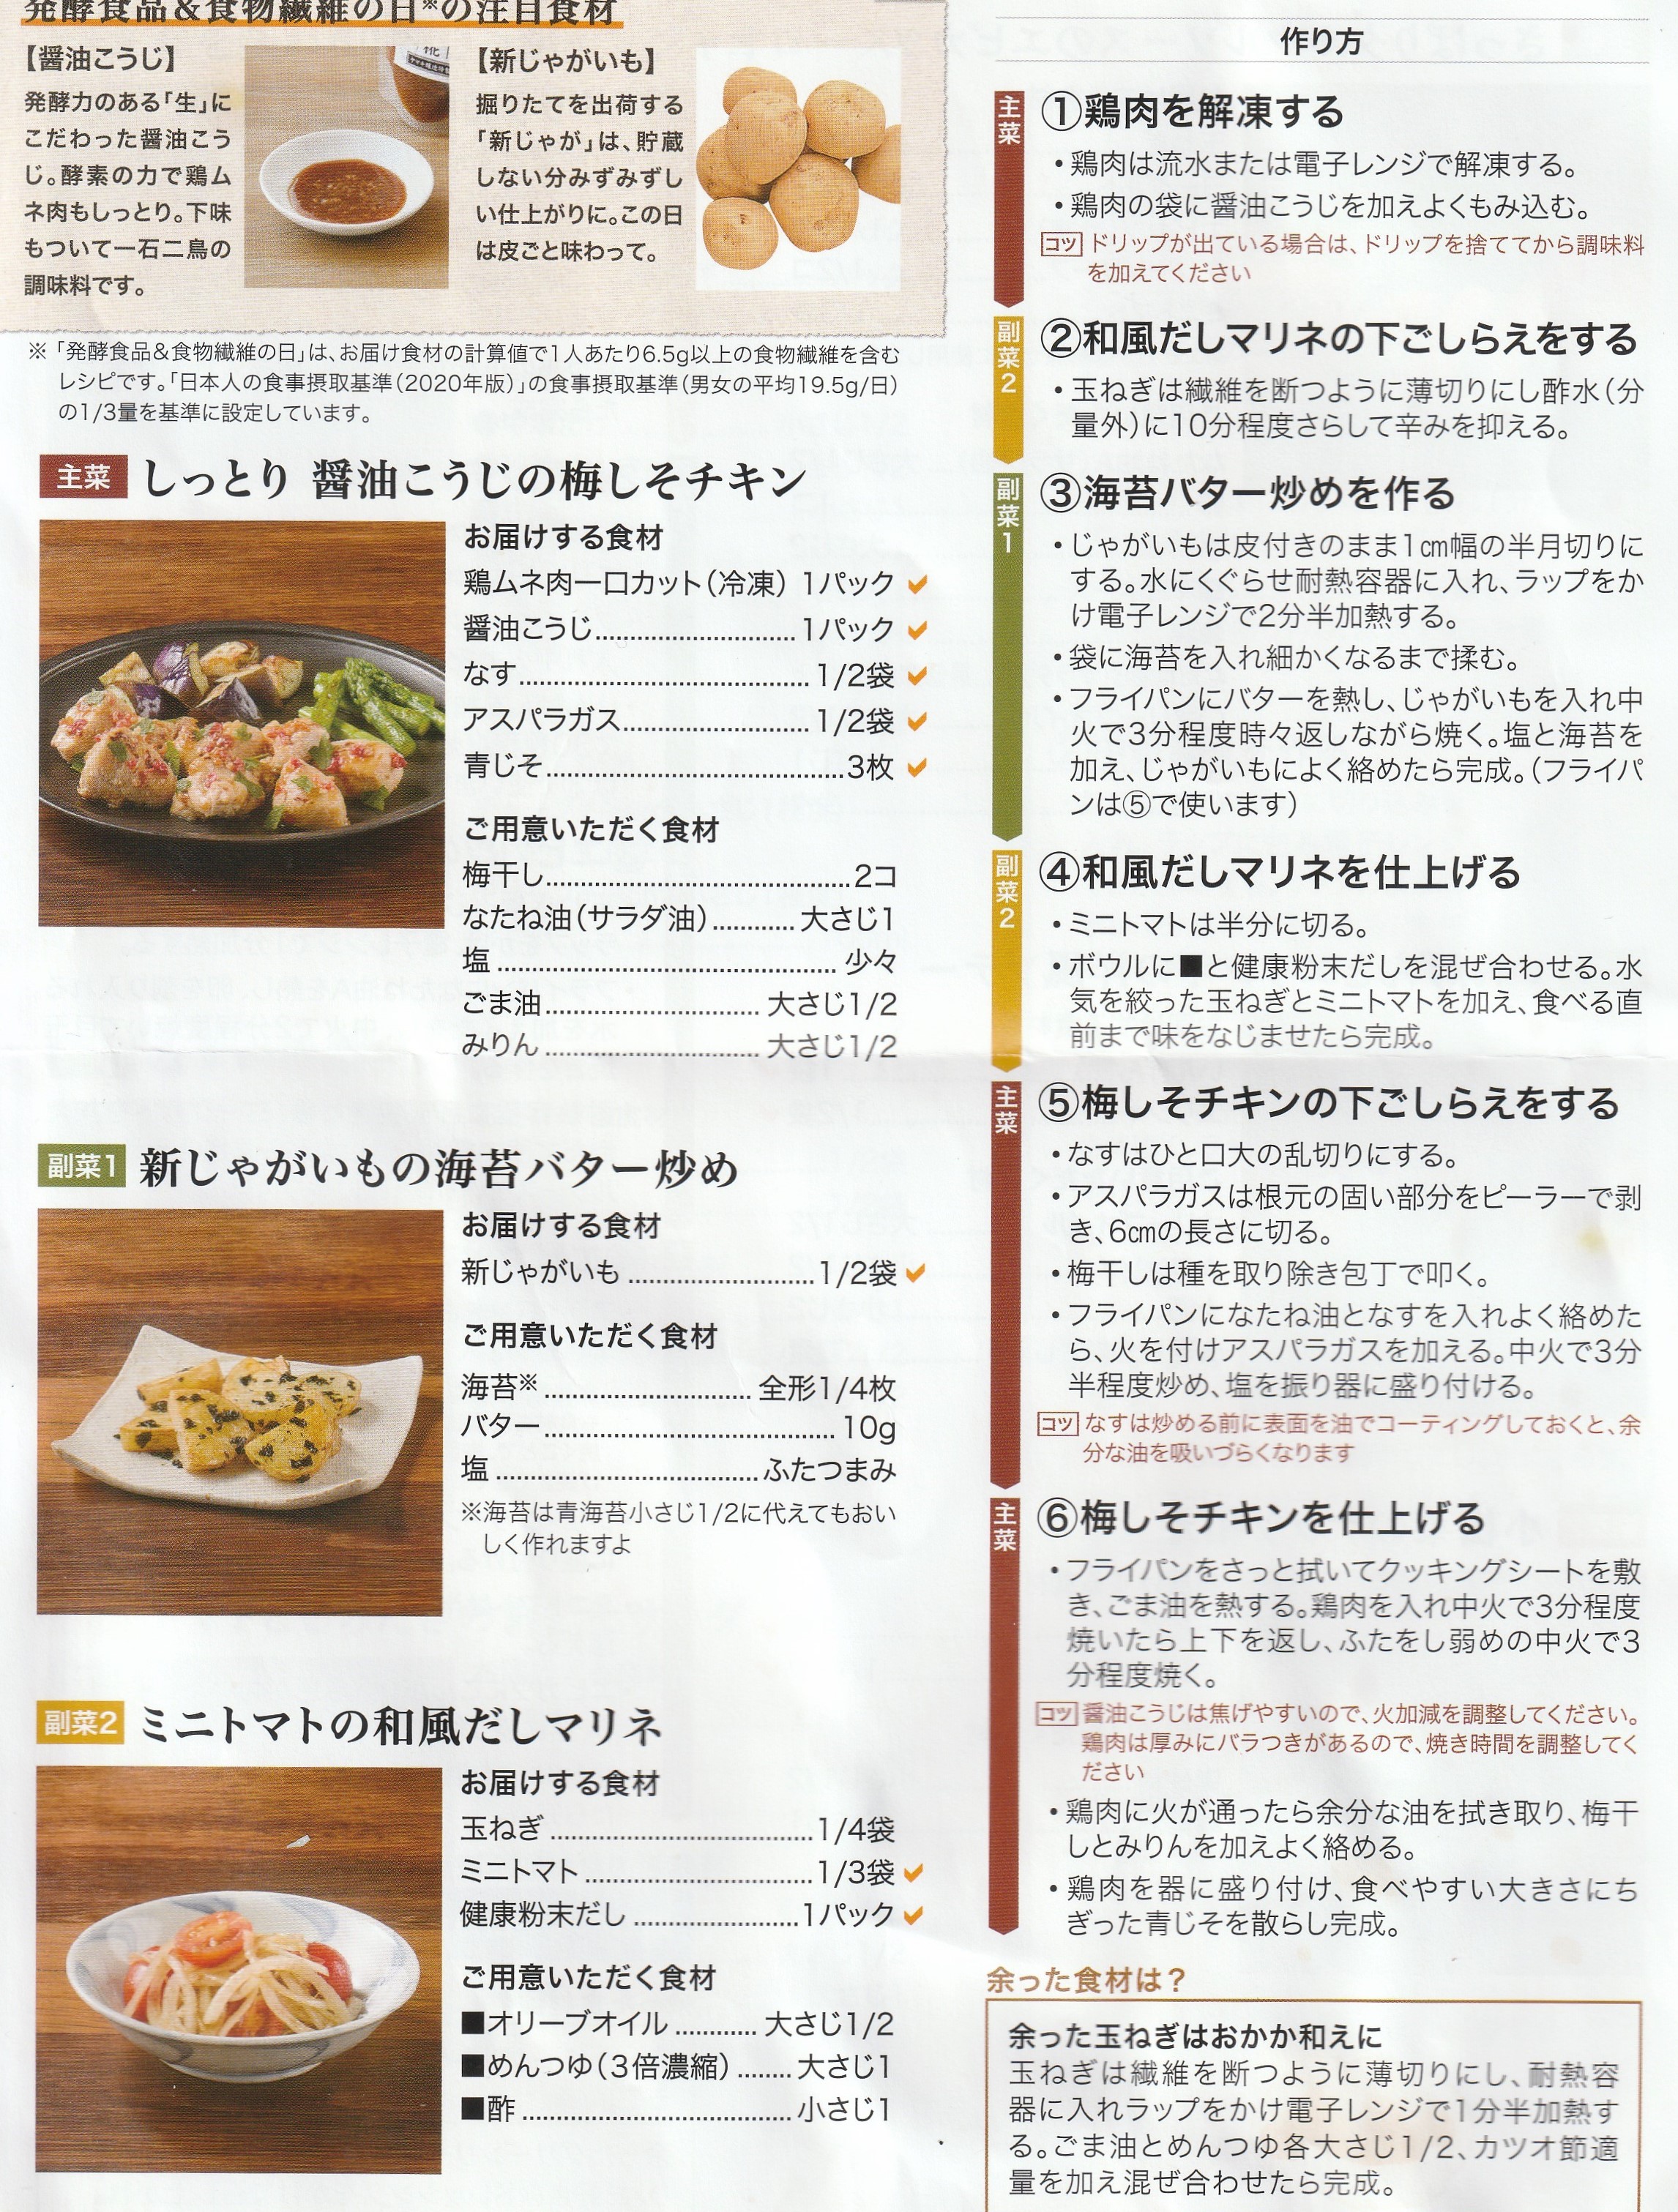 発酵食品＆食物繊維の日※の注目食材
【醤油こうじ】
発酵力のある「生」に
こだわった醤油こう
じ。酵素の力で鶏ム
ネ肉もしっとり。下味
もついて一石二鳥の
調味料です。
【新じゃがいも】
掘りたてを出荷する
「新じゃが」は、貯蔵
しない分みずみずし
い仕上がりに。この日
は皮ごと味わって。
※「発酵食品＆食物繊維の日」は、お届け食材の計算値で1人あたり6.5g以上の食物繊維を含む
レシピです。「日本人の食事摂取基準（2020年版）」の食事摂取基準（男女の平均19.5g/日）
の1/3量を基準に設定しています。
主菜 しっとり 醤油こうじの梅しそチキン
お届けする食材
鶏ムネ肉一口カット（冷凍） 1パック
醤油こうじ 1パック
なす 1/2袋
アスパラガス 1/2袋
青じそ 3枚
ご用意いただく食材
梅干し 2コ
なたね油（サラダ油） 大さじ1
塩 少々
ごま油 大さじ1/2
みりん 大さじ1/2
副菜1 新じゃがいもの海苔バター炒め
お届けする食材
新じゃがいも 1/2袋
ご用意いただく食材
海苔※ 全形1/4枚
バター 10g
塩 ふたつまみ
※海苔は青海苔小さじ1/2に代えてもおい
しく作れますよ
副菜2 ミニトマトの和風だしマリネ
お届けする食材
玉ねぎ 1/4袋
ミニトマト 1/3袋
健康粉末だし 1パック
ご用意いただく食材
■オリーブオイル 大さじ1/2
■めんつゆ（3倍濃縮） 大さじ1
■酢 小さじ1
作り方
主菜
①鶏肉を解凍する
・鶏肉は流水または電子レンジで解凍する。
・鶏肉の袋に醤油こうじを加えよくもみ込む。
コツ ドリップが出ている場合は、ドリップを捨ててから調味料
を加えてください
副菜2
②和風だしマリネの下ごしらえをする
・玉ねぎは繊維を断つように薄切りにし酢水（分
量外）に10分程度さらして辛みを抑える。
副菜1
③海苔バター炒めを作る
・じゃがいもは皮付きのまま1㎝幅の半月切りに
する。水にくぐらせ耐熱容器に入れ、ラップをか
け電子レンジで2分半加熱する。
・袋に海苔を入れ細かくなるまで揉む。
・フライパンにバターを熱し、じゃがいもを入れ中
火で3分程度時々返しながら焼く。塩と海苔を
加え、じゃがいもによく絡めたら完成。（フライパ
ンは⑤で使います）
副菜2
④和風だしマリネを仕上げる
・ミニトマトは半分に切る。
・ボウルに■と健康粉末だしを混ぜ合わせる。水
気を絞った玉ねぎとミニトマトを加え、食べる直
前まで味をなじませたら完成。
主菜
⑤梅しそチキンの下ごしらえをする
・なすはひと口大の乱切りにする。
・アスパラガスは根元の固い部分をピーラーで剥
き、6㎝の長さに切る。
・梅干しは種を取り除き包丁で叩く。
・フライパンになたね油となすを入れよく絡めた
ら、火を付けアスパラガスを加える。中火で3分
半程度炒め、塩を振り器に盛り付ける。
コツ なすは炒める前に表面を油でコーティングしておくと、余
分な油を吸いづらくなります
主菜
⑥梅しそチキンを仕上げる
・フライパンをさっと拭いてクッキングシートを敷
き、ごま油を熱する。鶏肉を入れ中火で3分程度
焼いたら上下を返し、ふたをし弱めの中火で3
分程度焼く。
コツ 醤油こうじは焦げやすいので、火加減を調整してください。
鶏肉は厚みにバラつきがあるので、焼き時間を調整してく
ださい
・鶏肉に火が通ったら余分な油を拭き取り、梅干
しとみりんを加えよく絡める。
・鶏肉を器に盛り付け、食べやすい大きさにち
ぎった青じそを散らし完成。
余った食材は？
余った玉ねぎはおかか和えに
玉ねぎは繊維を断つように薄切りにし、耐熱容
器に入れラップをかけ電子レンジで1分半加熱す
る。ごま油とめんつゆ各大さじ1/2、カツオ節適
量を加え混ぜ合わせたら完成。